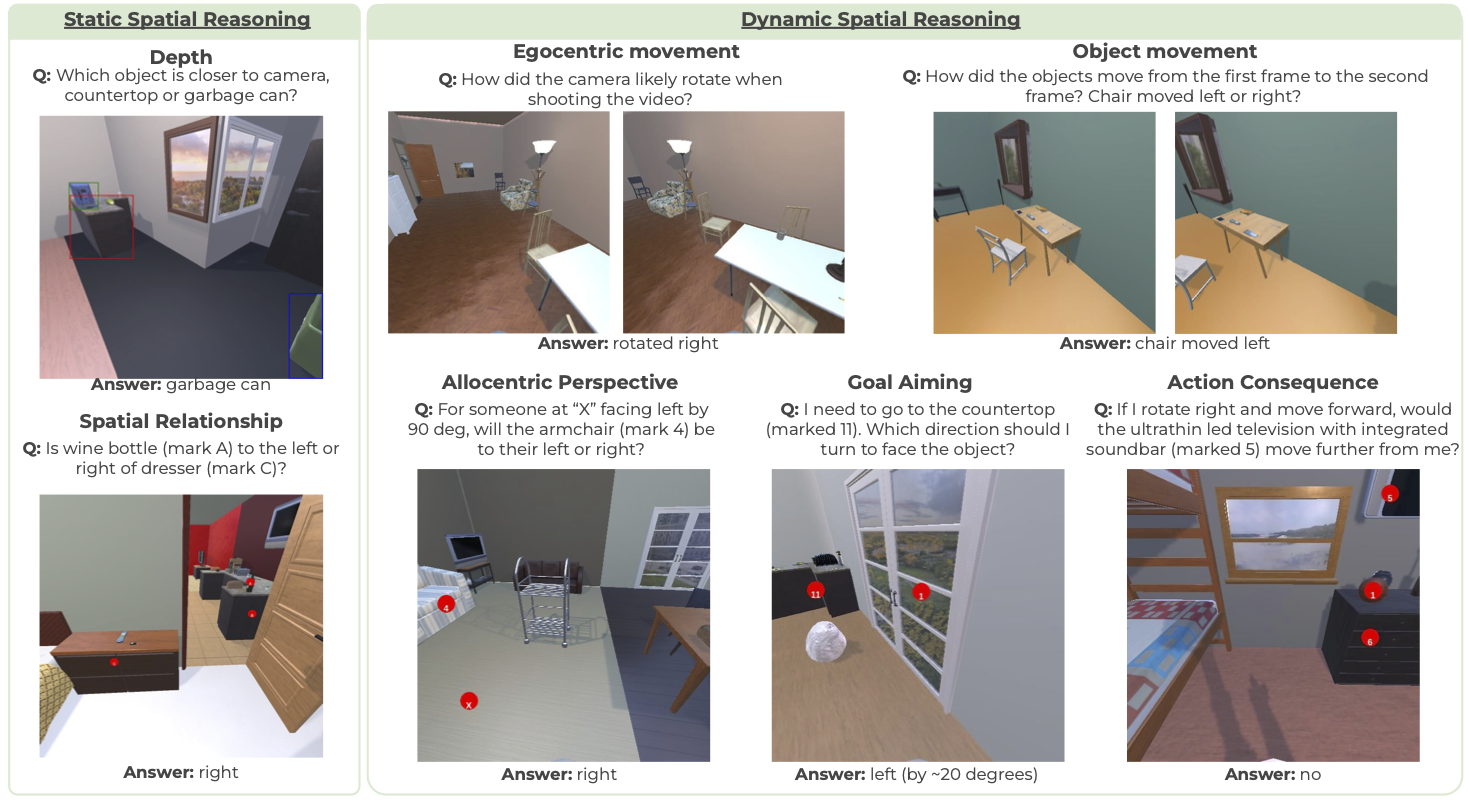 Static Spatial Reasoning
Depth
Q: Which object is closer to camera,
countertop or garbage can?
Answer: garbage can
Spatial Relationship
Q: Is wine bottle (mark A) to the left or
right of dresser (mark C)?
Answer: right
Dynamic Spatial Reasoning
Egocentric movement
Q: How did the camera likely rotate when
shooting the video?
Answer: rotated right
Object movement
Q: How did the objects move from the first frame to the second
frame? Chair moved left or right?
Answer: chair moved left
Allocentric Perspective
Q: For someone at “X” facing left by
90 deg, will the armchair (mark 4) be
to their left or right?
4
X
Answer: right
Goal Aiming
Q: I need to go to the countertop
(marked 11). Which direction should I
turn to face the object?
11
1
Answer: left (by ~20 degrees)
Action Consequence
Q: If I rotate right and move forward, would
the ultrathin led television with integrated
soundbar (marked 5) move further from me?
5
1
6
Answer: no